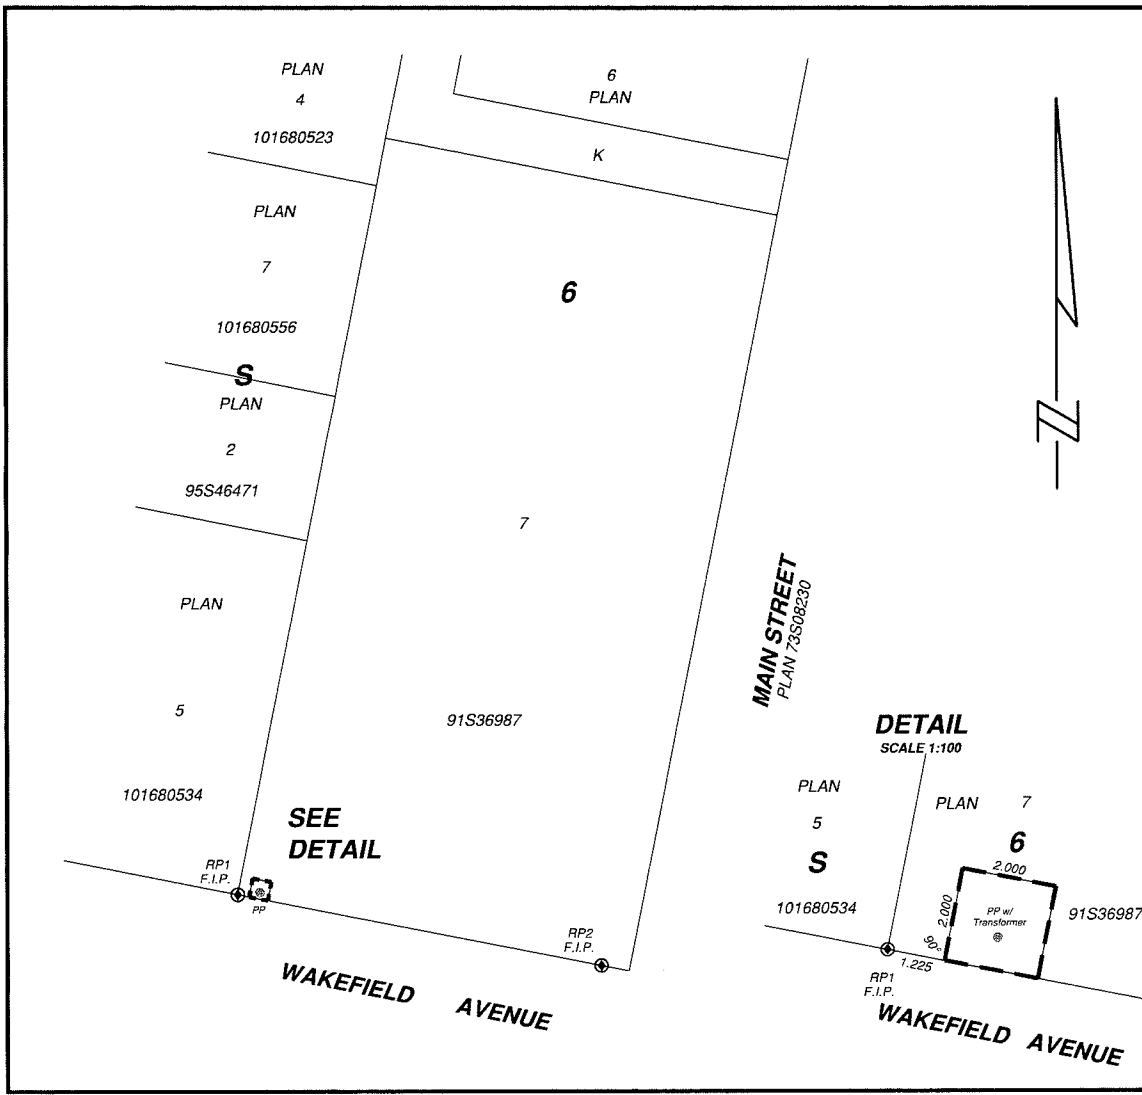 PLAN
4
101680523
6
PLAN
K
PLAN
7
101680556
6
S
PLAN
2
95S46471
7
PLAN
5
101680534
91S36987
MAIN STREET
PLAN 73S08230
SEE
DETAIL
RP1
F.I.P.
PP
RP2
F.I.P.
WAKEFIELD AVENUE
DETAIL
SCALE 1:100
PLAN
5
S
101680534
PLAN 7
6
2.000
2.000
PP w/
Transformer
91S36987
90°
1.225
RP1
F.I.P.
WAKEFIELD AVENUE
N